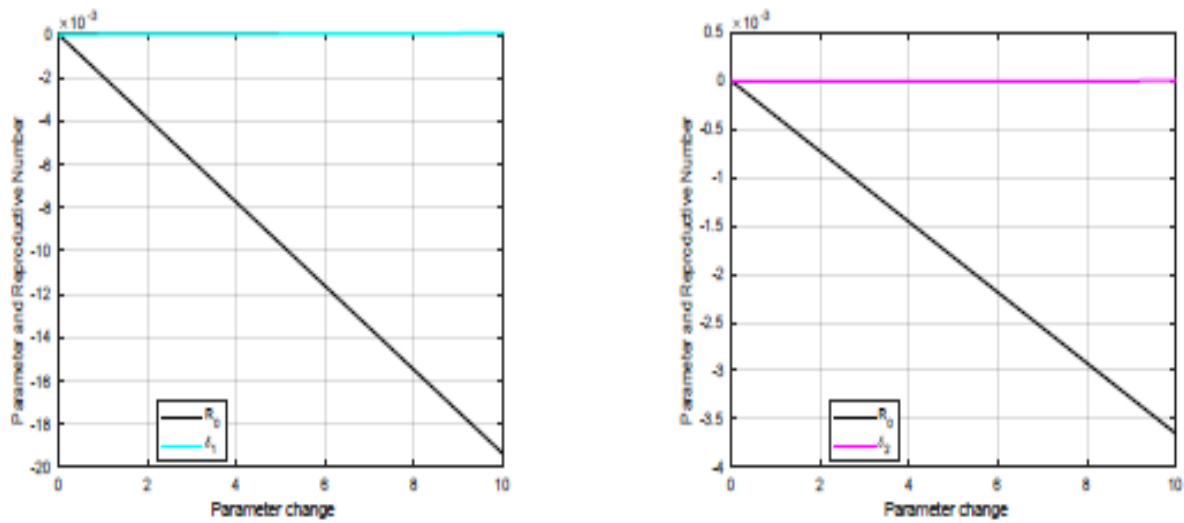 ×10⁻³
0
-2
-4
-6
-8
-10
-12
-14
-16
-18
-20
0 2 4 6 8 10
Parameter change
Parameter and Reproductive Number
R₀
δ₁
×10⁻³
0.5
0
-0.5
-1
-1.5
-2
-2.5
-3
-3.5
-4
0 2 4 6 8 10
Parameter change
Parameter and Reproductive Number
R₀
δ₂